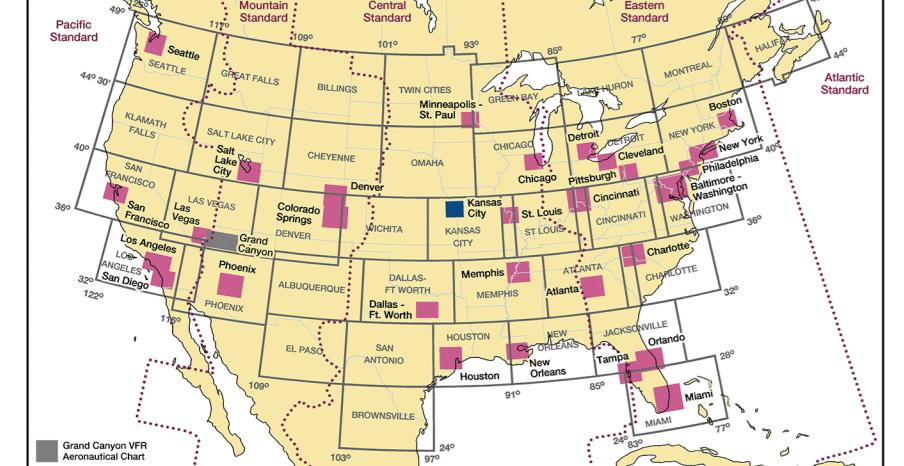 Mountain
Standard
Central
Standard
Eastern
Standard
Pacific
Standard
Atlantic
Standard
49°
125°
117°
109°
101°
93°
85°
77°
69°
44°
Seattle
SEATTLE
GREAT FALLS
BILLINGS
TWIN CITIES
GREEN BAY
LAKE HURON
MONTREAL
HALIFAX
44° 30'
Minneapolis -
St. Paul
Boston
KLAMATH
FALLS
SALT LAKE CITY
CHEYENNE
OMAHA
CHICAGO
Chicago
Detroit
DETROIT
Cleveland
NEW YORK
New York
Philadelphia
40°
40°
Salt
Lake
City
Pittsburgh
Baltimore -
Washington
SAN
FRANCISCO
San
Francisco
Las
Vegas
LAS VEGAS
Denver
Colorado
Springs
DENVER
WICHITA
Kansas
City
KANSAS
CITY
St. Louis
ST LOUIS
Cincinnati
CINCINNATI
WASHINGTON
36°
36°
Grand
Canyon
Los Angeles
LOS
ANGELES
San Diego
Phoenix
PHOENIX
ALBUQUERQUE
DALLAS-
FT WORTH
Dallas -
Ft. Worth
Memphis
MEMPHIS
ATLANTA
Atlanta
Charlotte
CHARLOTTE
32°
122°
32°
116°
EL PASO
SAN
ANTONIO
HOUSTON
Houston
NEW
ORLEANS
New
Orleans
JACKSONVILLE
Orlando
Tampa
28°
109°
91°
85°
BROWNSVILLE
Miami
MIAMI
77°
24°
83°
24°
97°
103°
Grand Canyon VFR
Aeronautical Chart